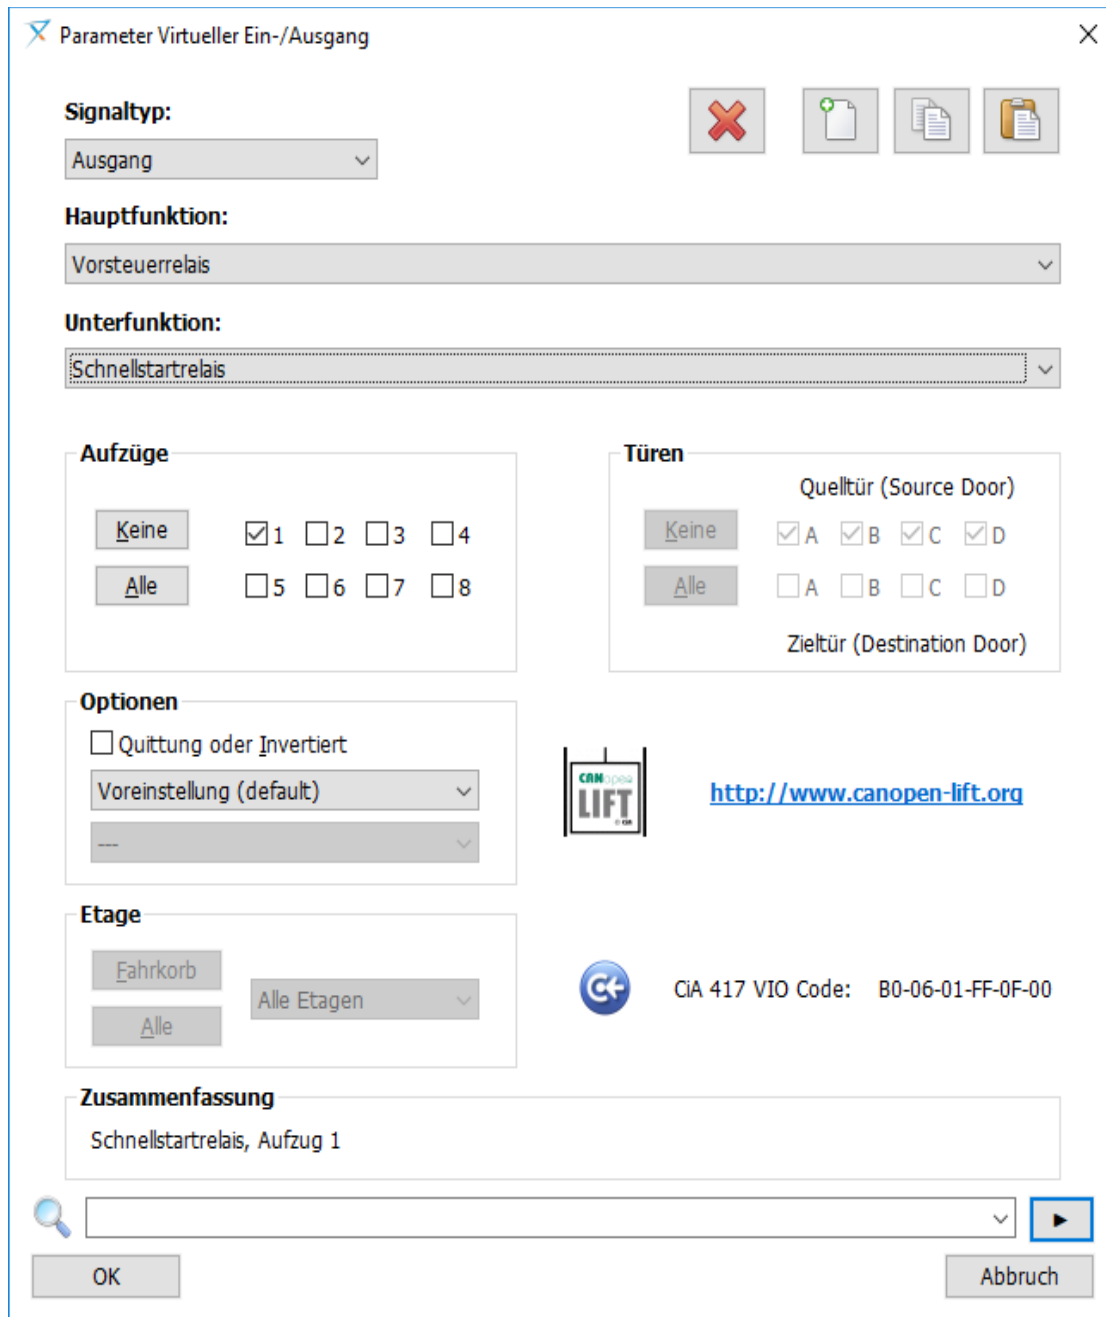 Parameter Virtueller Ein-/Ausgang
Signaltyp:
Ausgang
Hauptfunktion:
Vorsteuerrelais
Unterfunktion:
Schnellstartrelais
Aufzüge
Keine 1 2 3 4
Alle 5 6 7 8
Türen
Quelltür (Source Door)
Keine A B C D
Alle A B C D
Zieltür (Destination Door)
Optionen
Quittung oder Invertiert
Voreinstellung (default)
---
CANopen
LIFT
© CiA
http://www.canopen-lift.org
Etage
Fahrkorb
Alle
Alle Etagen
CiA 417 VIO Code: B0-06-01-FF-0F-00
Zusammenfassung
Schnellstartrelais, Aufzug 1
OK
Abbruch